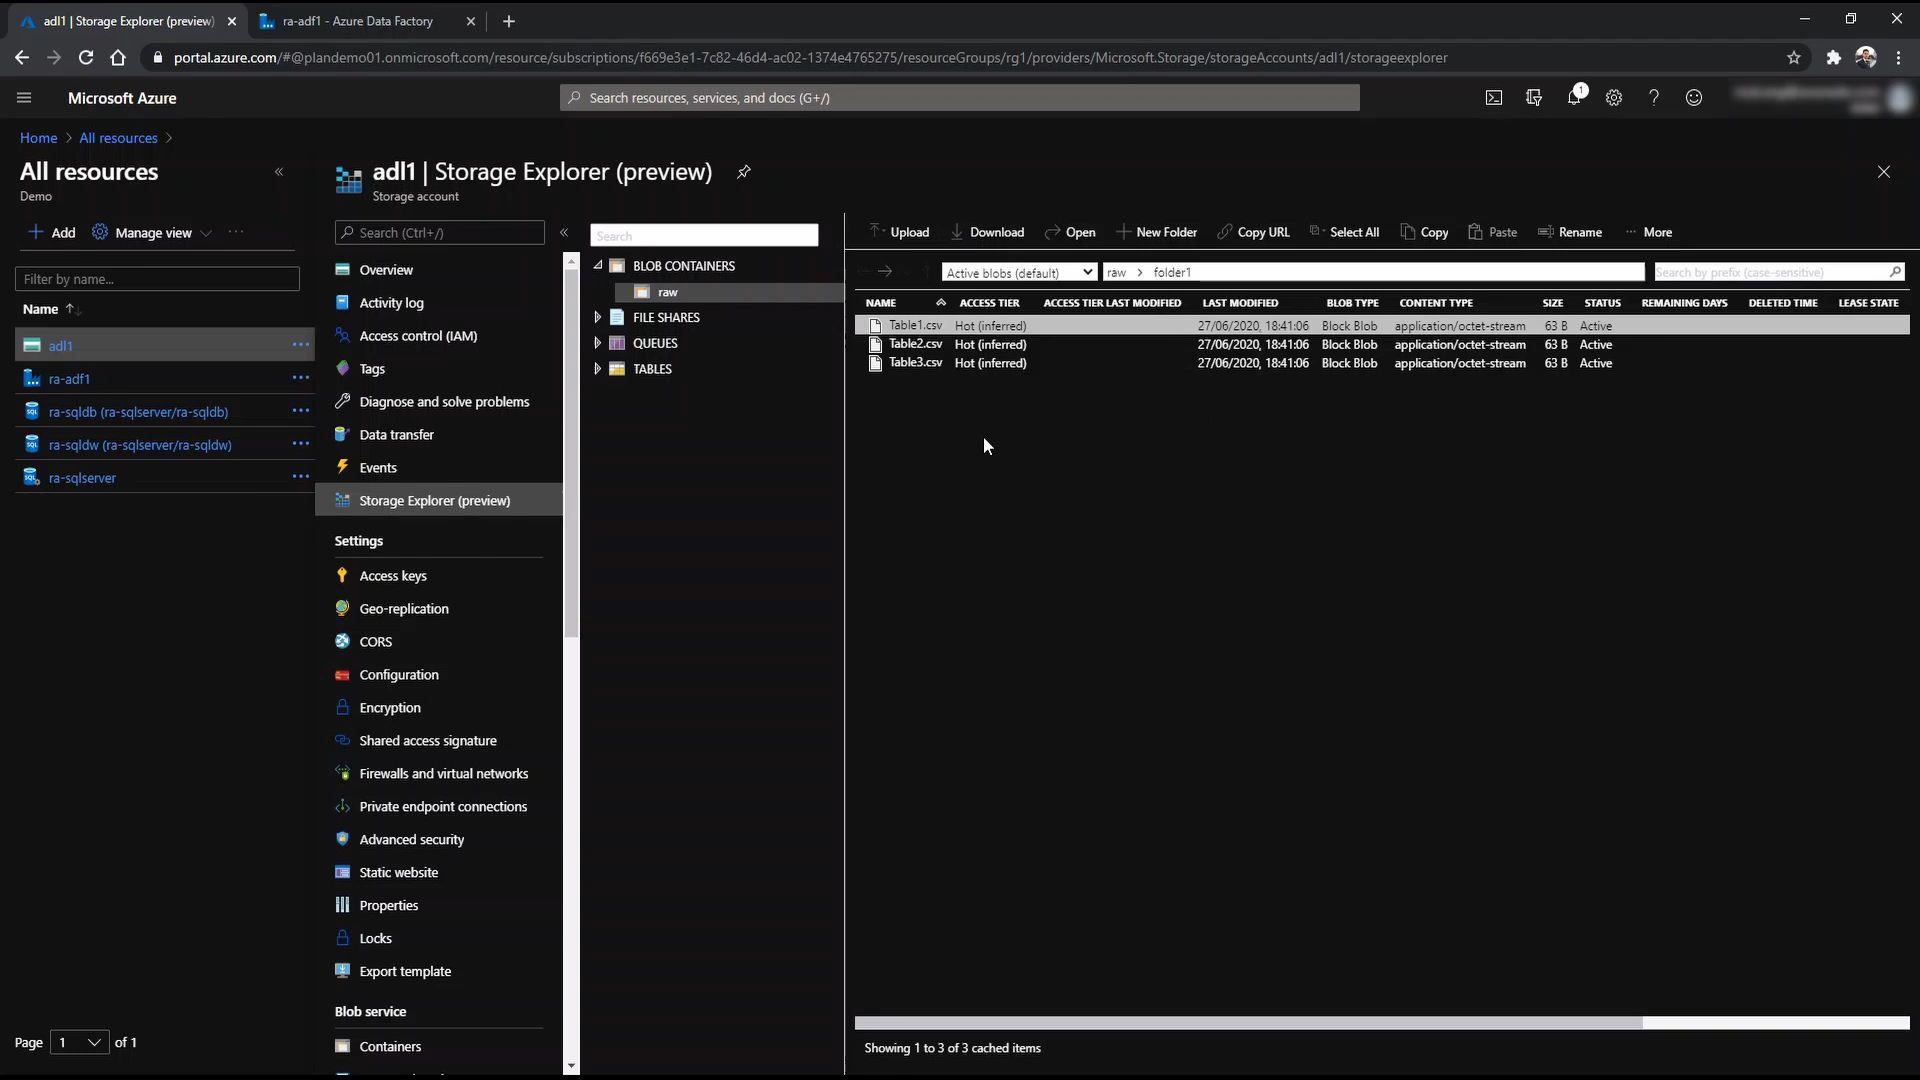 adl1 | Storage Explorer (preview)
ra-adf1 - Azure Data Factory
portal.azure.com/#@plandemo01.onmicrosoft.com/resource/subscriptions/f669e3e1-7c82-46d4-ac02-1374e4765275/resourceGroups/rg1/providers/Microsoft.Storage/storageAccounts/adl1/storageexplorer
Microsoft Azure
Search resources, services, and docs (G+/)
1
Home > All resources >
All resources
Demo
Add
Manage view
Filter by name...
Name
adl1
ra-adf1
ra-sqldb (ra-sqlserver/ra-sqldb)
ra-sqldw (ra-sqlserver/ra-sqldw)
ra-sqlserver
Page 1 of 1
adl1 | Storage Explorer (preview)
Storage account
Search (Ctrl+/)
Overview
Activity log
Access control (IAM)
Tags
Diagnose and solve problems
Data transfer
Events
Storage Explorer (preview)
Settings
Access keys
Geo-replication
CORS
Configuration
Encryption
Shared access signature
Firewalls and virtual networks
Private endpoint connections
Advanced security
Static website
Properties
Locks
Export template
Blob service
Containers
Search
BLOB CONTAINERS
raw
FILE SHARES
QUEUES
TABLES
Upload Download Open New Folder Copy URL Select All Copy Paste Rename More
Active blobs (default) raw > folder1 Search by prefix (case-sensitive)
NAME ACCESS TIER ACCESS TIER LAST MODIFIED LAST MODIFIED BLOB TYPE CONTENT TYPE SIZE STATUS REMAINING DAYS DELETED TIME LEASE STATE
Table1.csv Hot (inferred) 27/06/2020, 18:41:06 Block Blob application/octet-stream 63 B Active
Table2.csv Hot (inferred) 27/06/2020, 18:41:06 Block Blob application/octet-stream 63 B Active
Table3.csv Hot (inferred) 27/06/2020, 18:41:06 Block Blob application/octet-stream 63 B Active
Showing 1 to 3 of 3 cached items